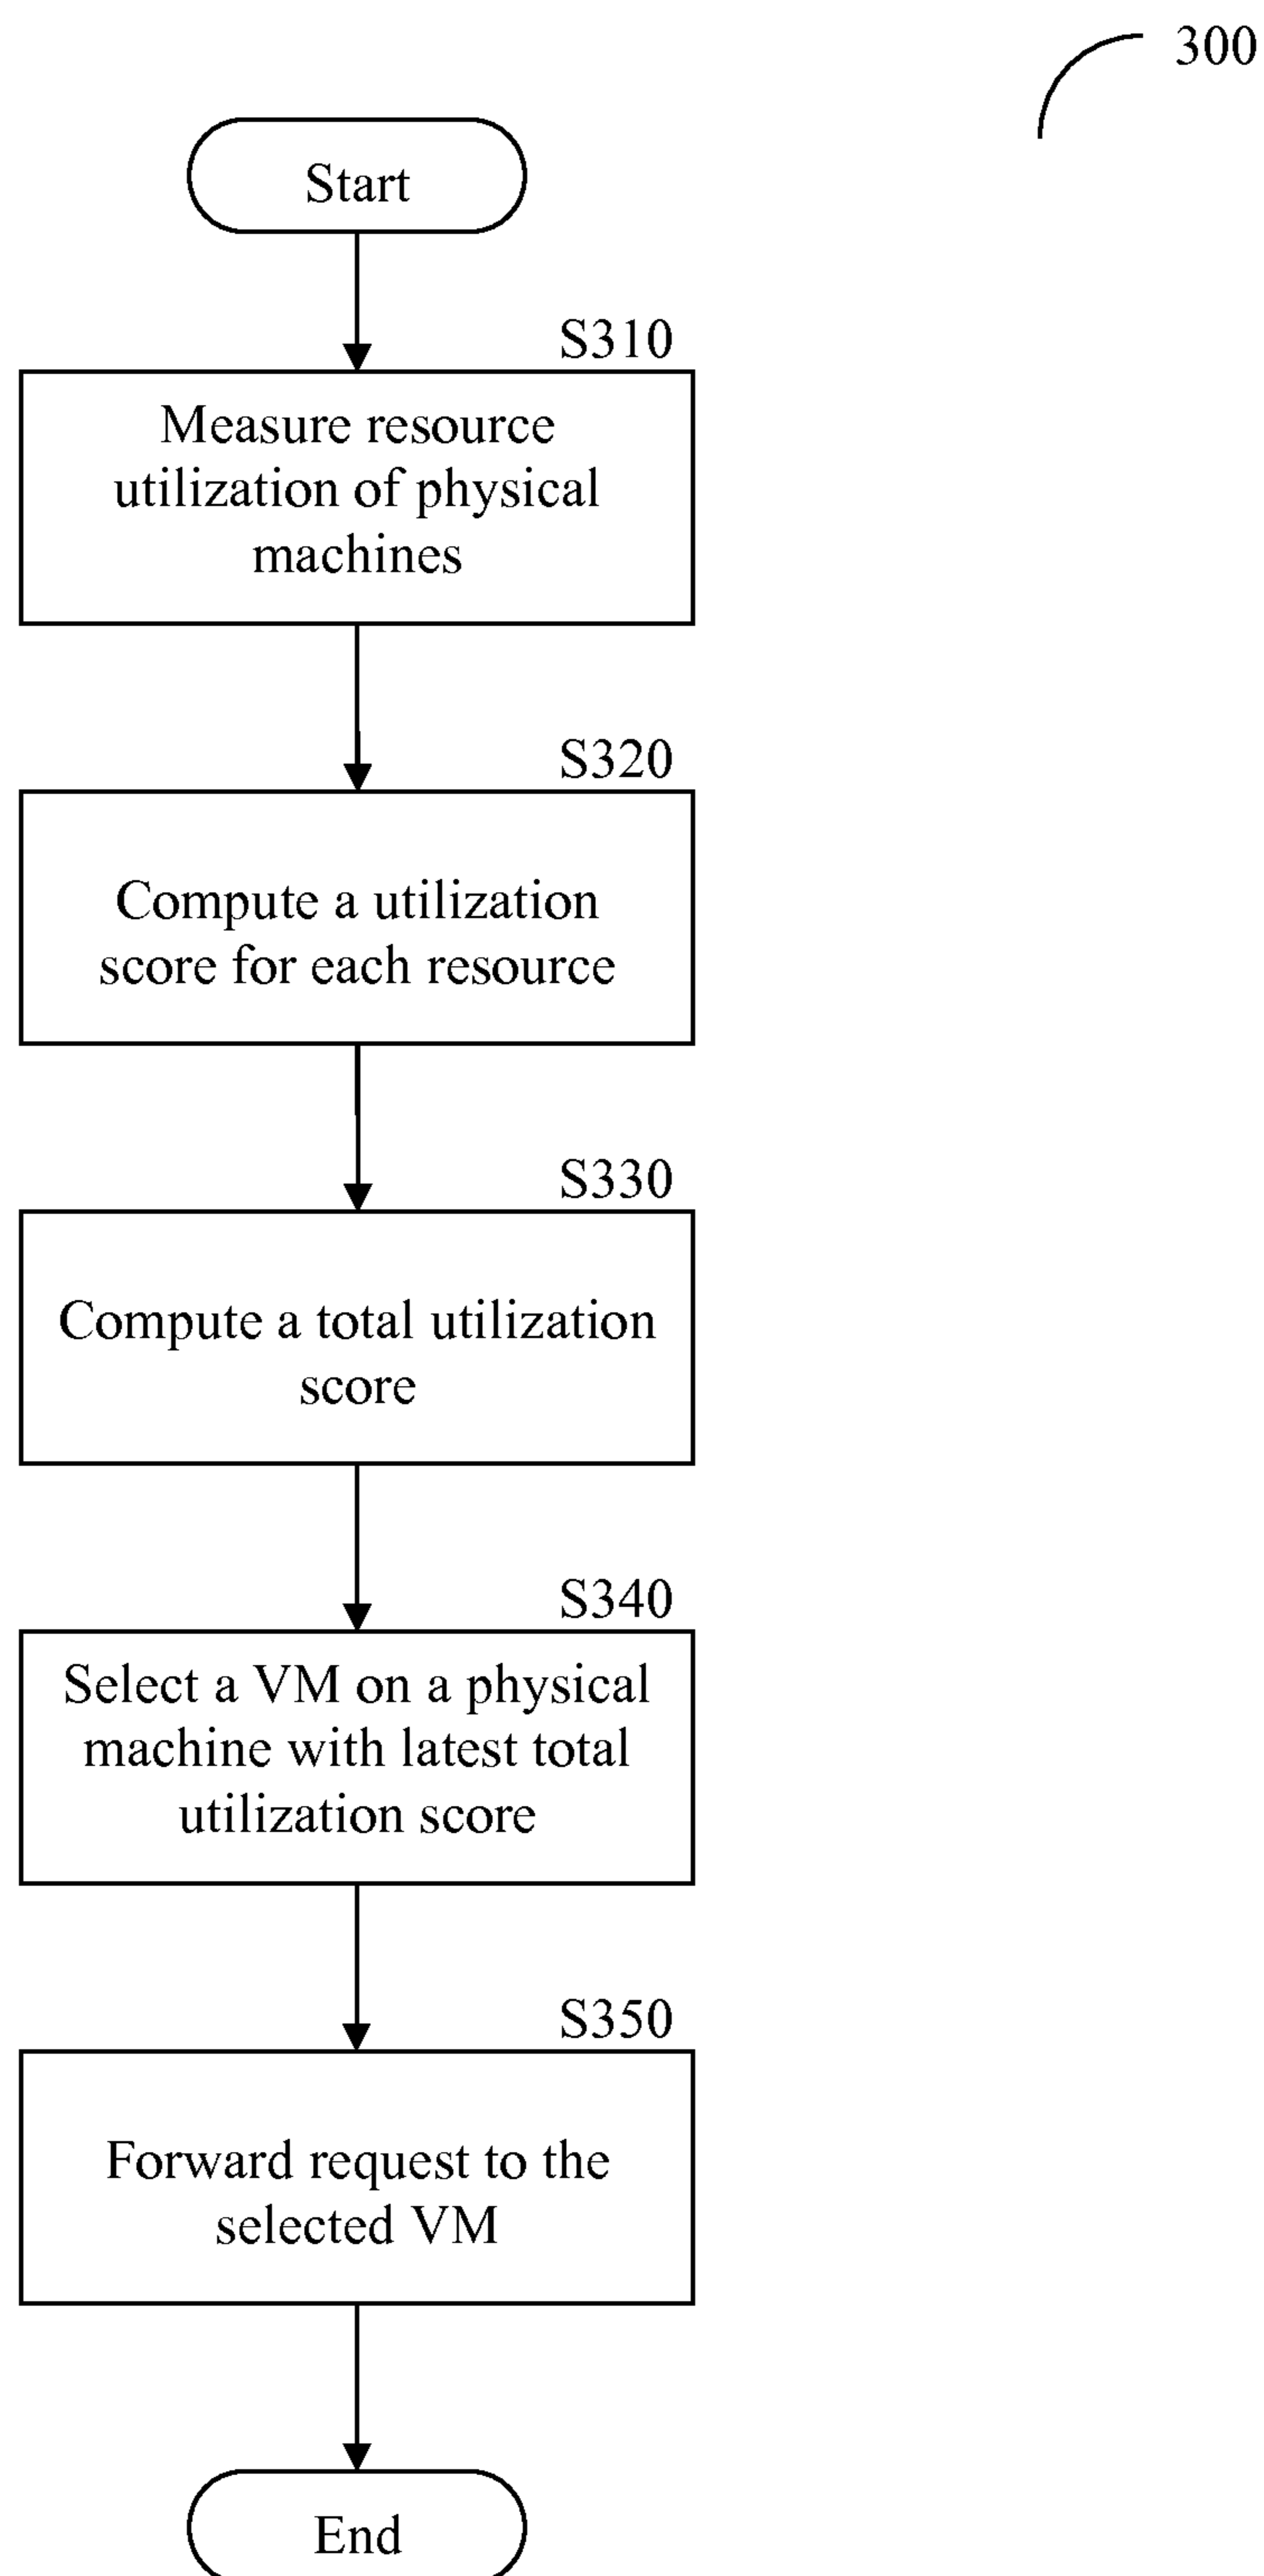 300
Start
S310
Measure resource
utilization of physical
machines
S320
Compute a utilization
score for each resource
S330
Compute a total utilization
score
S340
Select a VM on a physical
machine with latest total
utilization score
S350
Forward request to the
selected VM
End